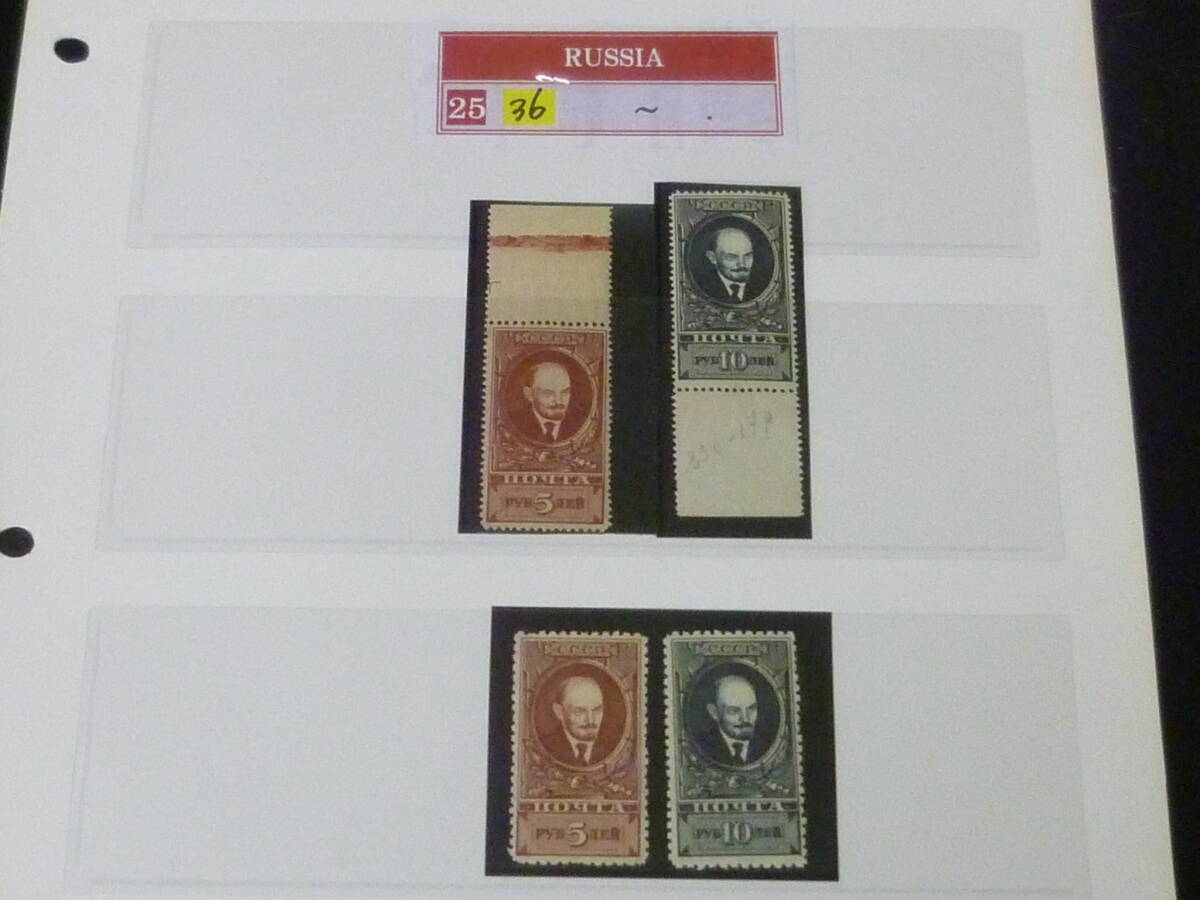 RUSSIA
25 36 ~ .
СССР
СССР
ПОЧТА
РУБ 10 ЛЕЙ
ПОЧТА
РУБ 5 ЛЕЙ
СССР
СССР
ПОЧТА
ПОЧТА
РУБ 5 ЛЕЙ
РУБ 10 ЛЕЙ